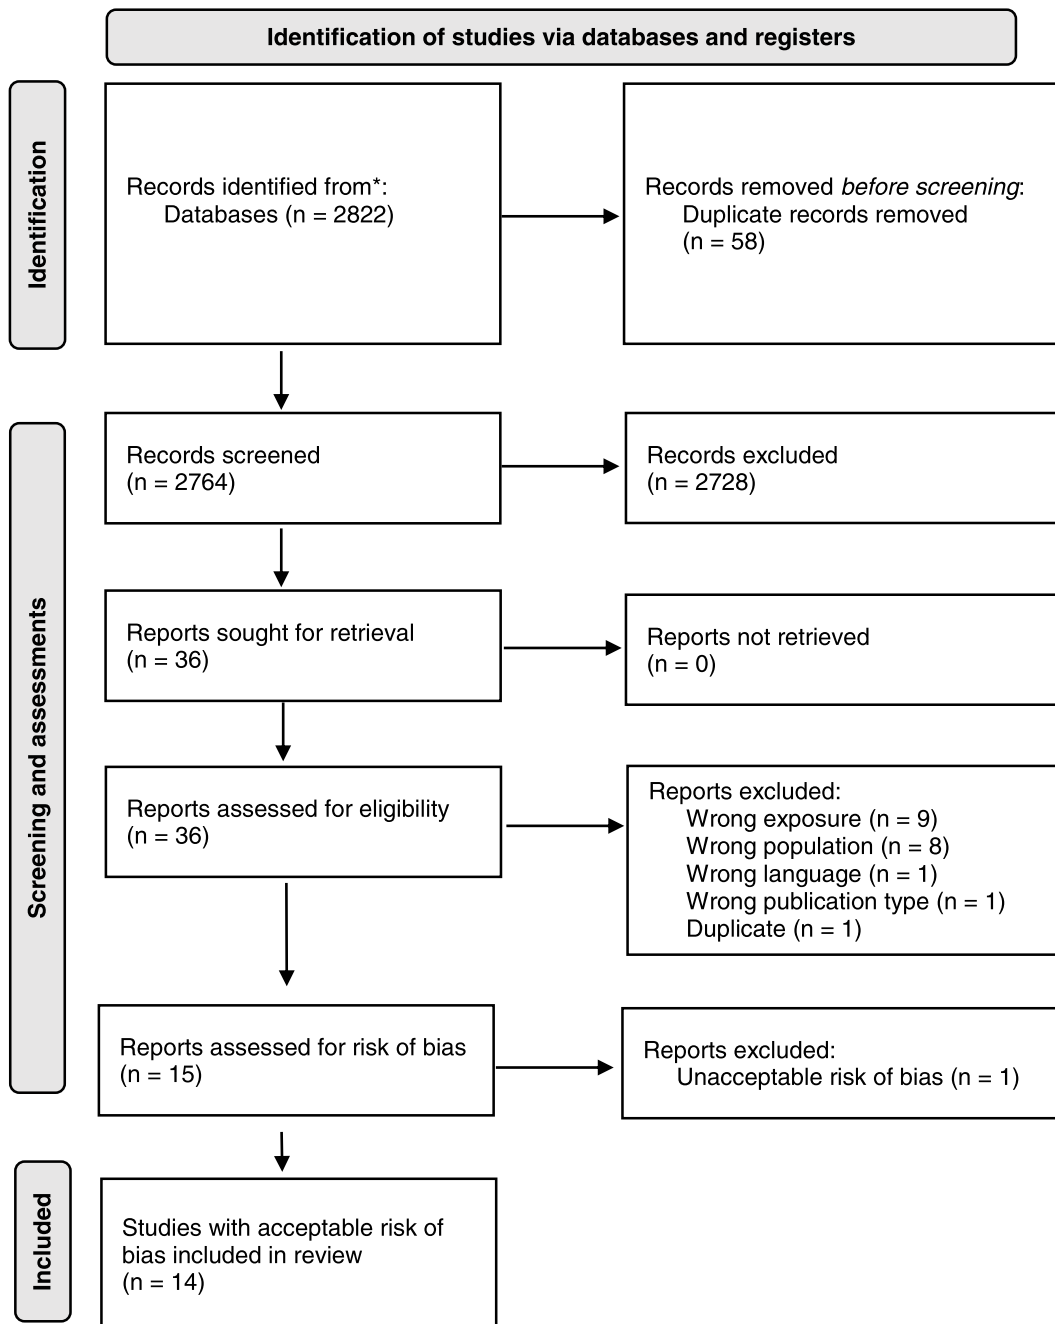 Identification of studies via databases and registers
Identification
Records identified from*:
Databases (n = 2822)
Records removed before screening:
Duplicate records removed
(n = 58)
Screening and assessments
Records screened
(n = 2764)
Records excluded
(n = 2728)
Reports sought for retrieval
(n = 36)
Reports not retrieved
(n = 0)
Reports assessed for eligibility
(n = 36)
Reports excluded:
Wrong exposure (n = 9)
Wrong population (n = 8)
Wrong language (n = 1)
Wrong publication type (n = 1)
Duplicate (n = 1)
Reports assessed for risk of bias
(n = 15)
Reports excluded:
Unacceptable risk of bias (n = 1)
Included
Studies with acceptable risk of
bias included in review
(n = 14)